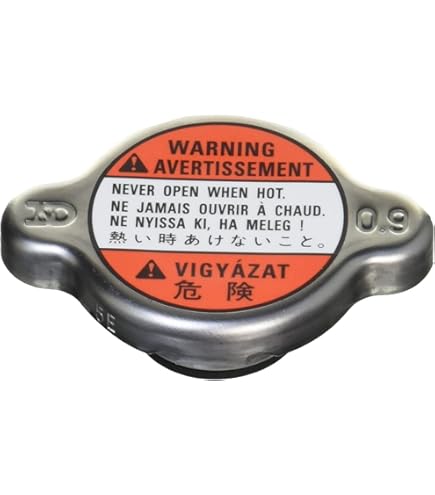 WARNING
AVERTISSEMENT
NEVER OPEN WHEN HOT.
NE JAMAIS OUVRIR À CHAUD.
NE NYISSA KI, HA MELEG !
熱い時あけないこと。
0.9
VIGYÁZAT
危険
5E